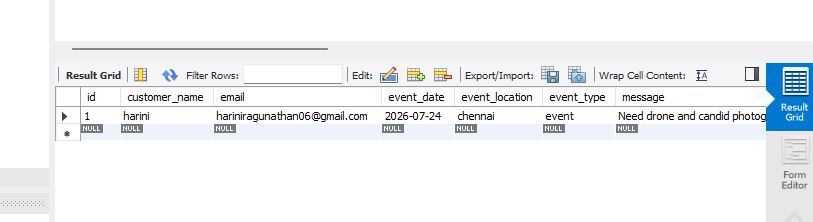 Result Grid Filter Rows: Edit: Export/Import: Wrap Cell Content: IA
id customer_name email event_date event_location event_type message
1 harini hariniragunathan06@gmail.com 2026-07-24 chennai event Need drone and candid photog
NULL NULL NULL NULL NULL NULL NULL
Result
Grid
Form
Editor